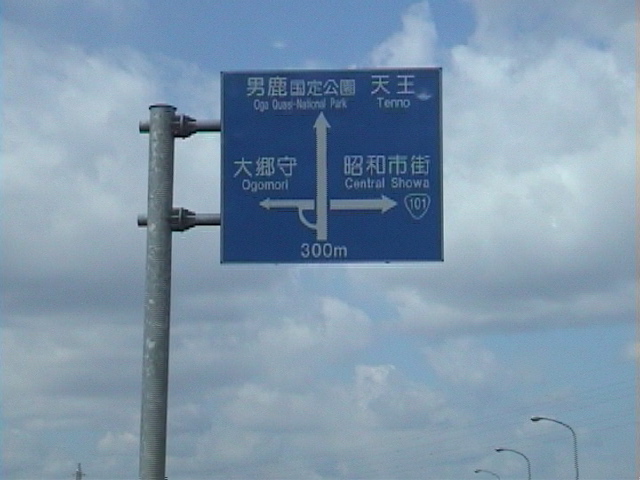 男鹿国定公園 天王
Oga Quasi-National Park Tenno
大郷守 昭和市街
Ogomori Central Showa
101
300m